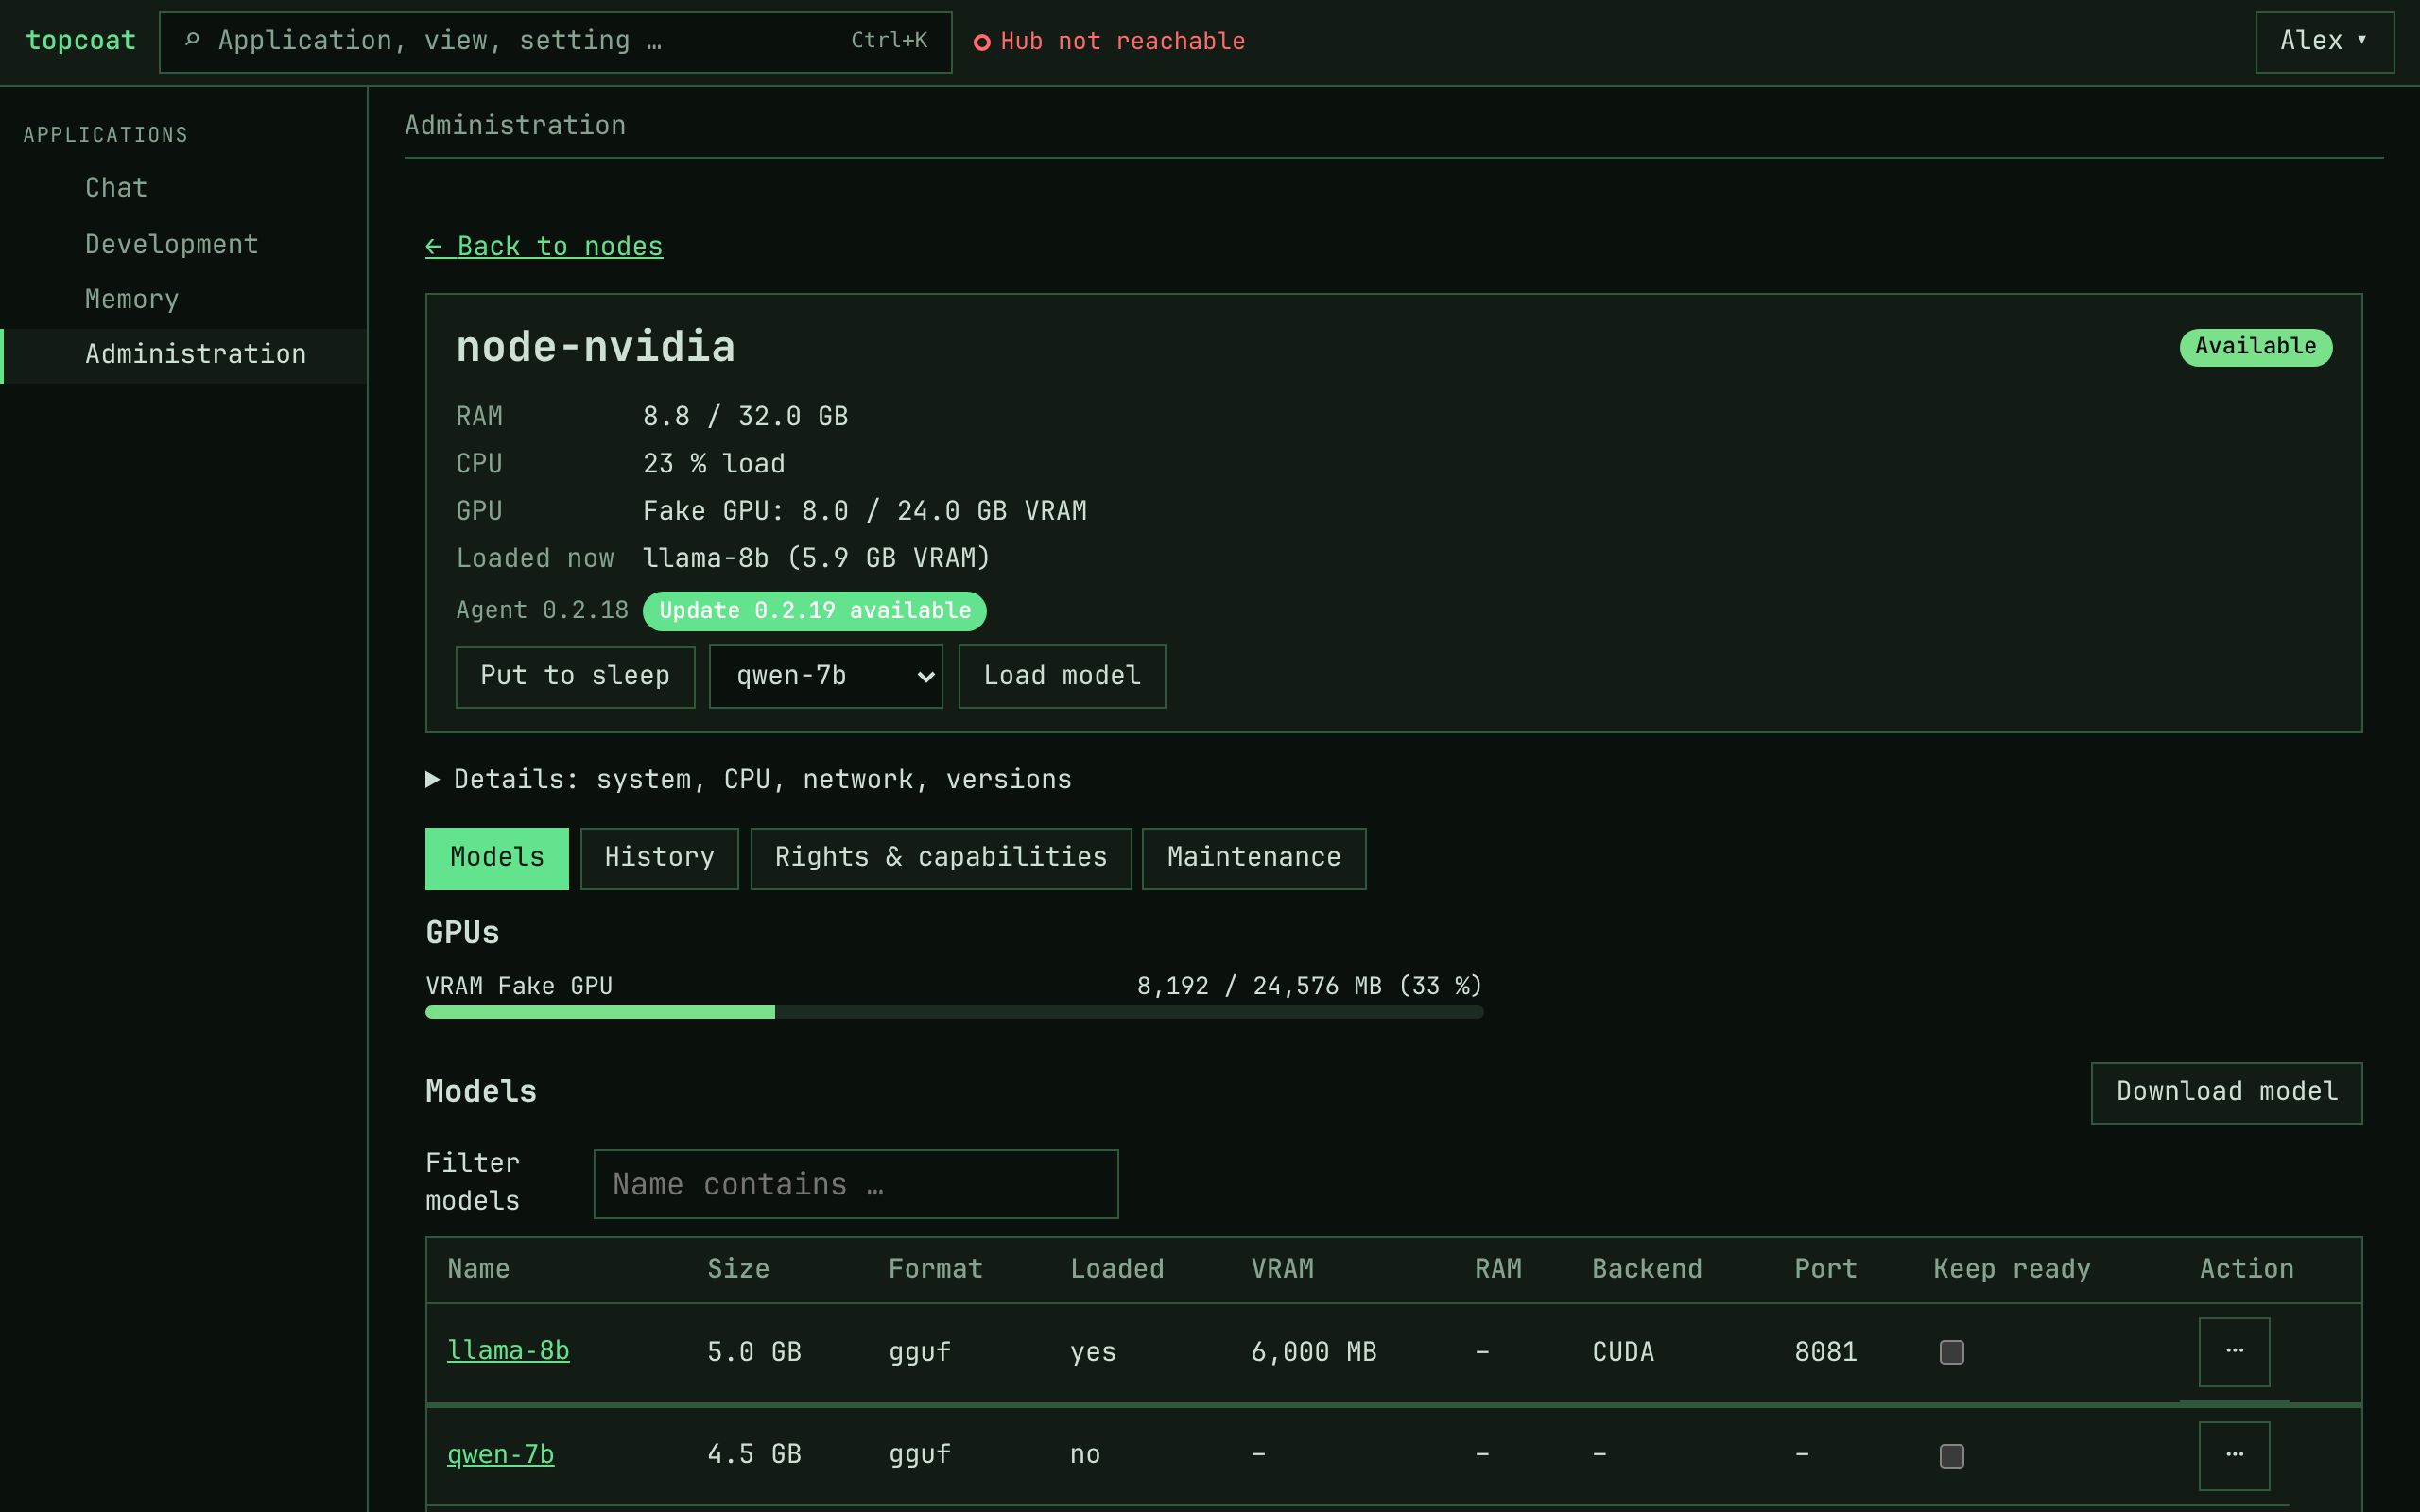 topcoat
Application, view, setting … Ctrl+K
Hub not reachable
Alex ▾
APPLICATIONS
Chat
Development
Memory
Administration
Administration
← Back to nodes
node-nvidia
Available
RAM 8.8 / 32.0 GB
CPU 23 % load
GPU Fake GPU: 8.0 / 24.0 GB VRAM
Loaded now llama-8b (5.9 GB VRAM)
Agent 0.2.18 Update 0.2.19 available
Put to sleep qwen-7b Load model
▶ Details: system, CPU, network, versions
Models History Rights & capabilities Maintenance
GPUs
VRAM Fake GPU 8,192 / 24,576 MB (33 %)
Models
Download model
Filter
models
Name contains …
Name Size Format Loaded VRAM RAM Backend Port Keep ready Action
llama-8b 5.0 GB gguf yes 6,000 MB – CUDA 8081 …
qwen-7b 4.5 GB gguf no – – – – …